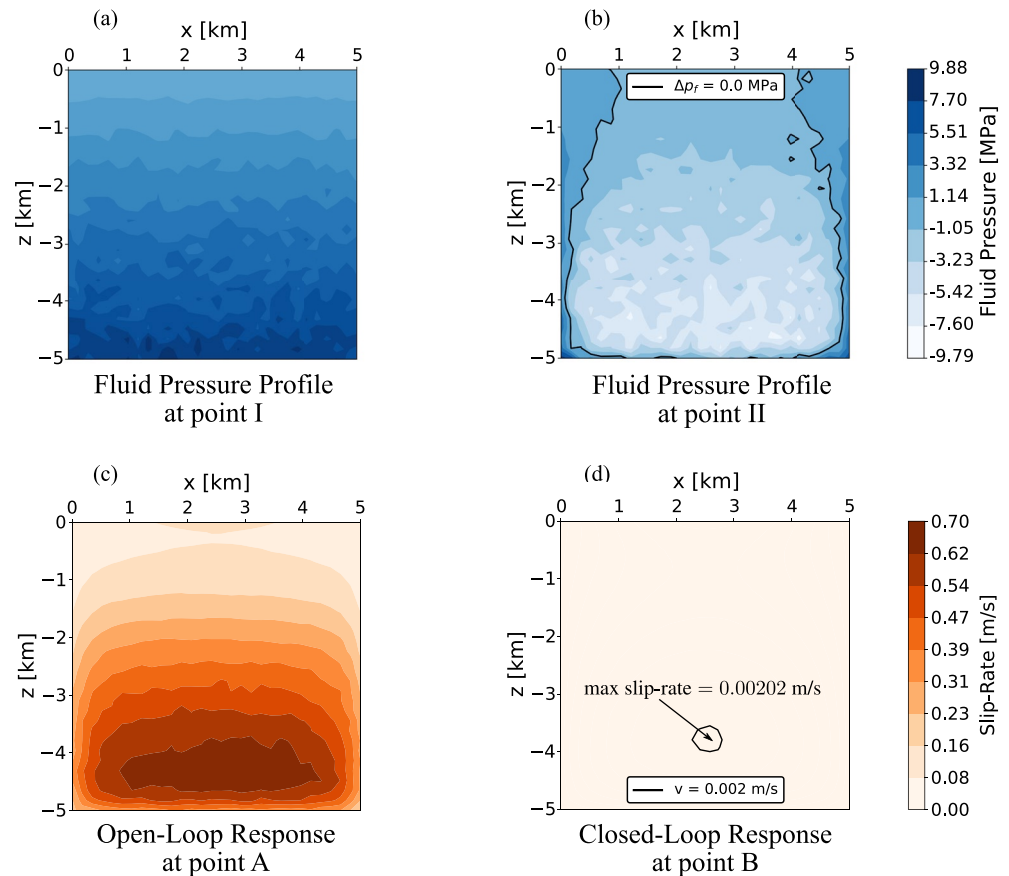 (a)
x [km]
0 1 2 3 4 5
0
−1
−2
−3
−4
−5
z [km]
Fluid Pressure Profile
at point I
(b)
x [km]
0 1 2 3 4 5
Δp_f = 0.0 MPa
0
−1
−2
−3
−4
−5
z [km]
Fluid Pressure Profile
at point II
9.88
7.70
5.51
3.32
1.14
-1.05
-3.23
-5.42
-7.60
-9.79
Fluid Pressure [MPa]
(c)
x [km]
0 1 2 3 4 5
0
−1
−2
−3
−4
−5
z [km]
Open-Loop Response
at point A
(d)
x [km]
0 1 2 3 4 5
0
−1
−2
−3
−4
−5
z [km]
max slip-rate = 0.00202 m/s
v = 0.002 m/s
Closed-Loop Response
at point B
0.70
0.62
0.54
0.47
0.39
0.31
0.23
0.16
0.08
0.00
Slip-Rate [m/s]